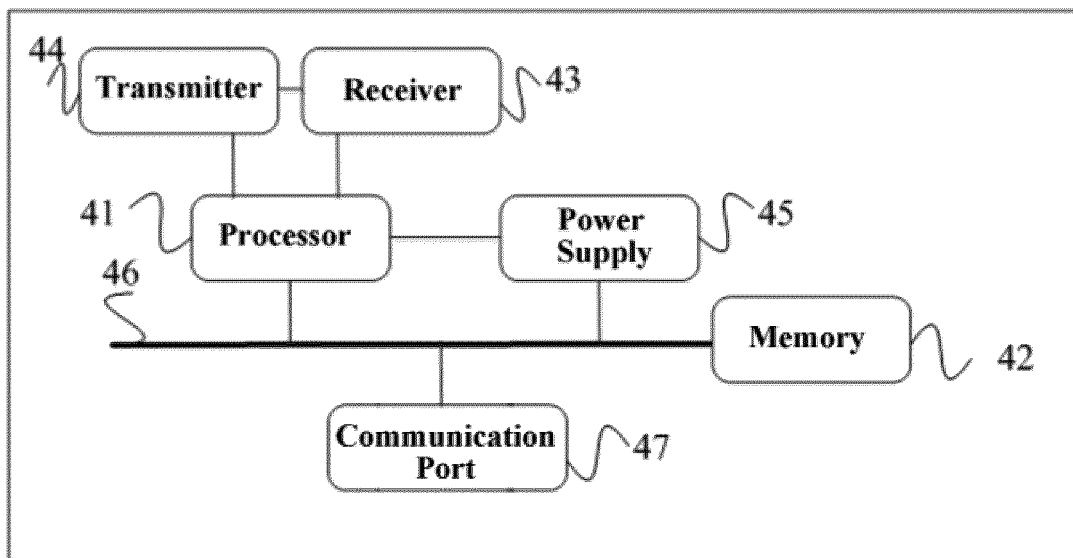 44
Transmitter
Receiver
43
41
Processor
Power
Supply
45
46
Memory
42
Communication
Port
47